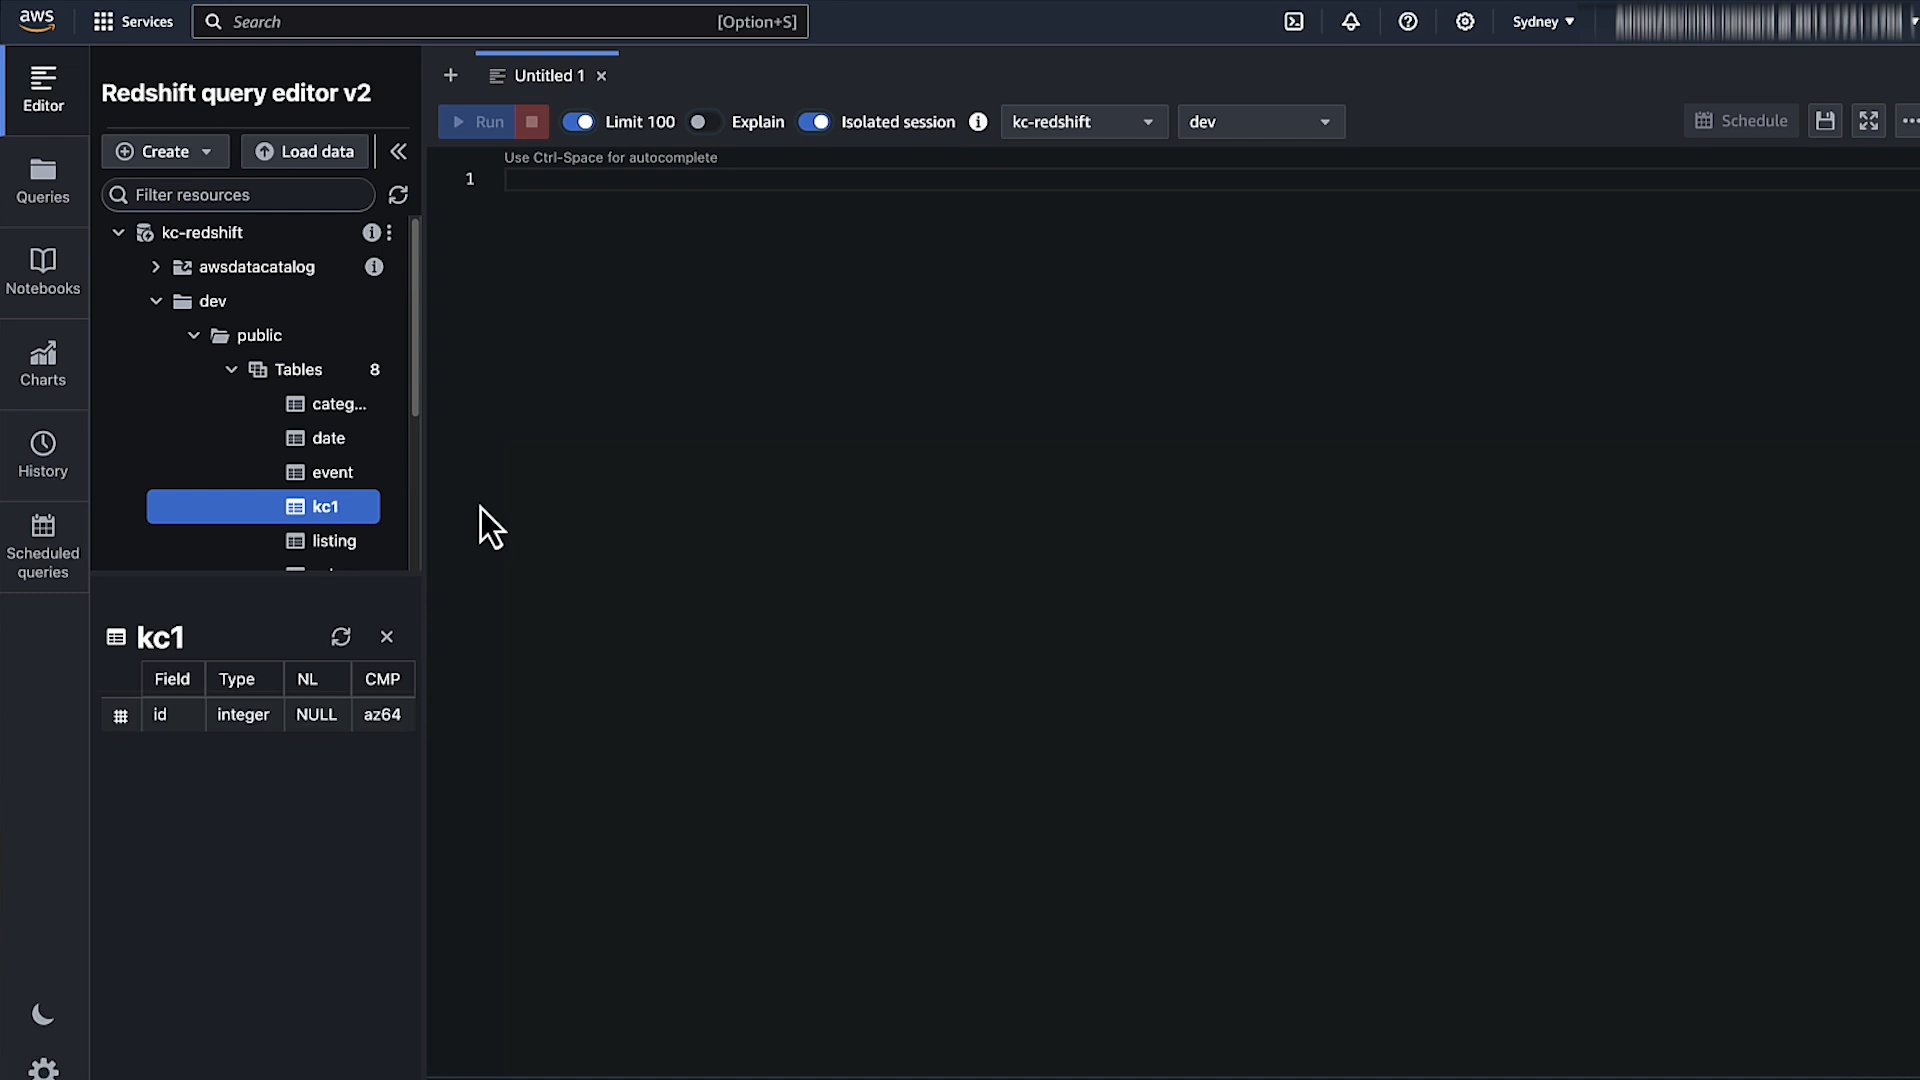 aws
Services
Search
[Option+S]
Sydney
Editor
Queries
Notebooks
Charts
History
Scheduled
queries
Redshift query editor v2
Create
Load data
Filter resources
kc-redshift
awsdatacatalog
dev
public
Tables 8
categ...
date
event
kc1
listing
kc1
Field Type NL CMP
id integer NULL az64
Untitled 1
Run
Limit 100
Explain
Isolated session
kc-redshift
dev
Schedule
Use Ctrl-Space for autocomplete
1